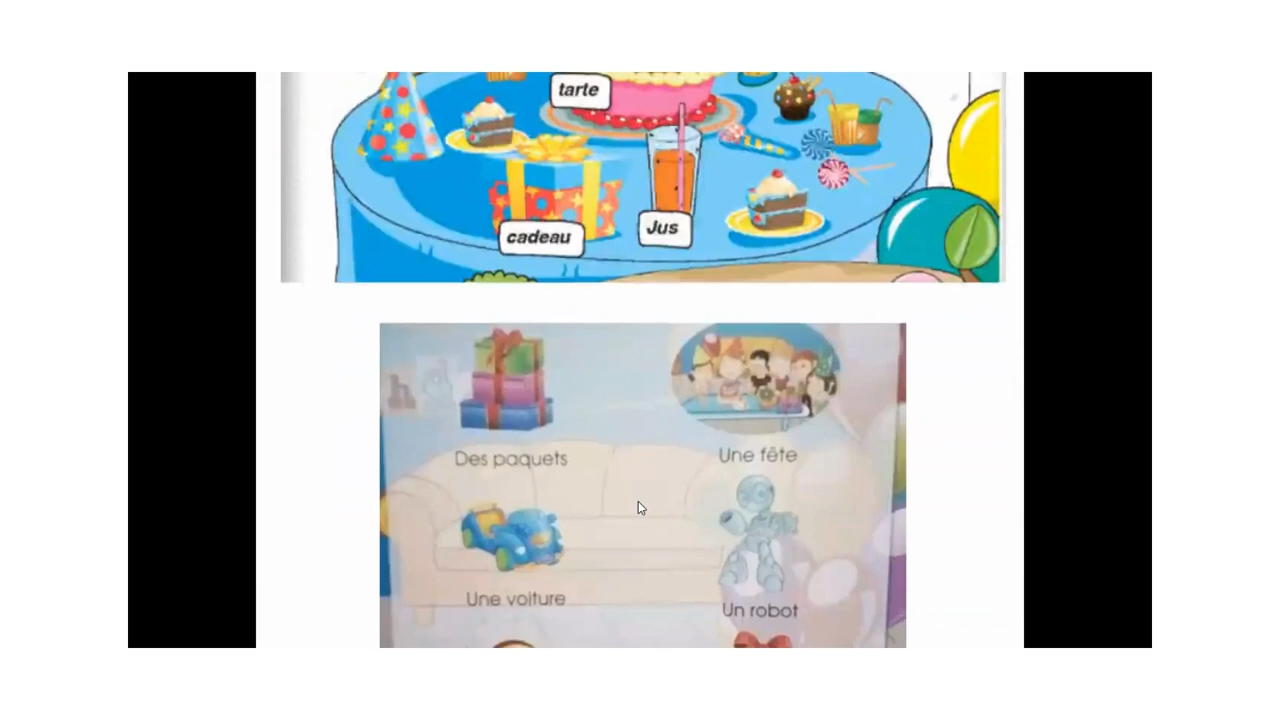 tarte
cadeau
Jus
Des paquets
Une fête
Une voiture
Un robot